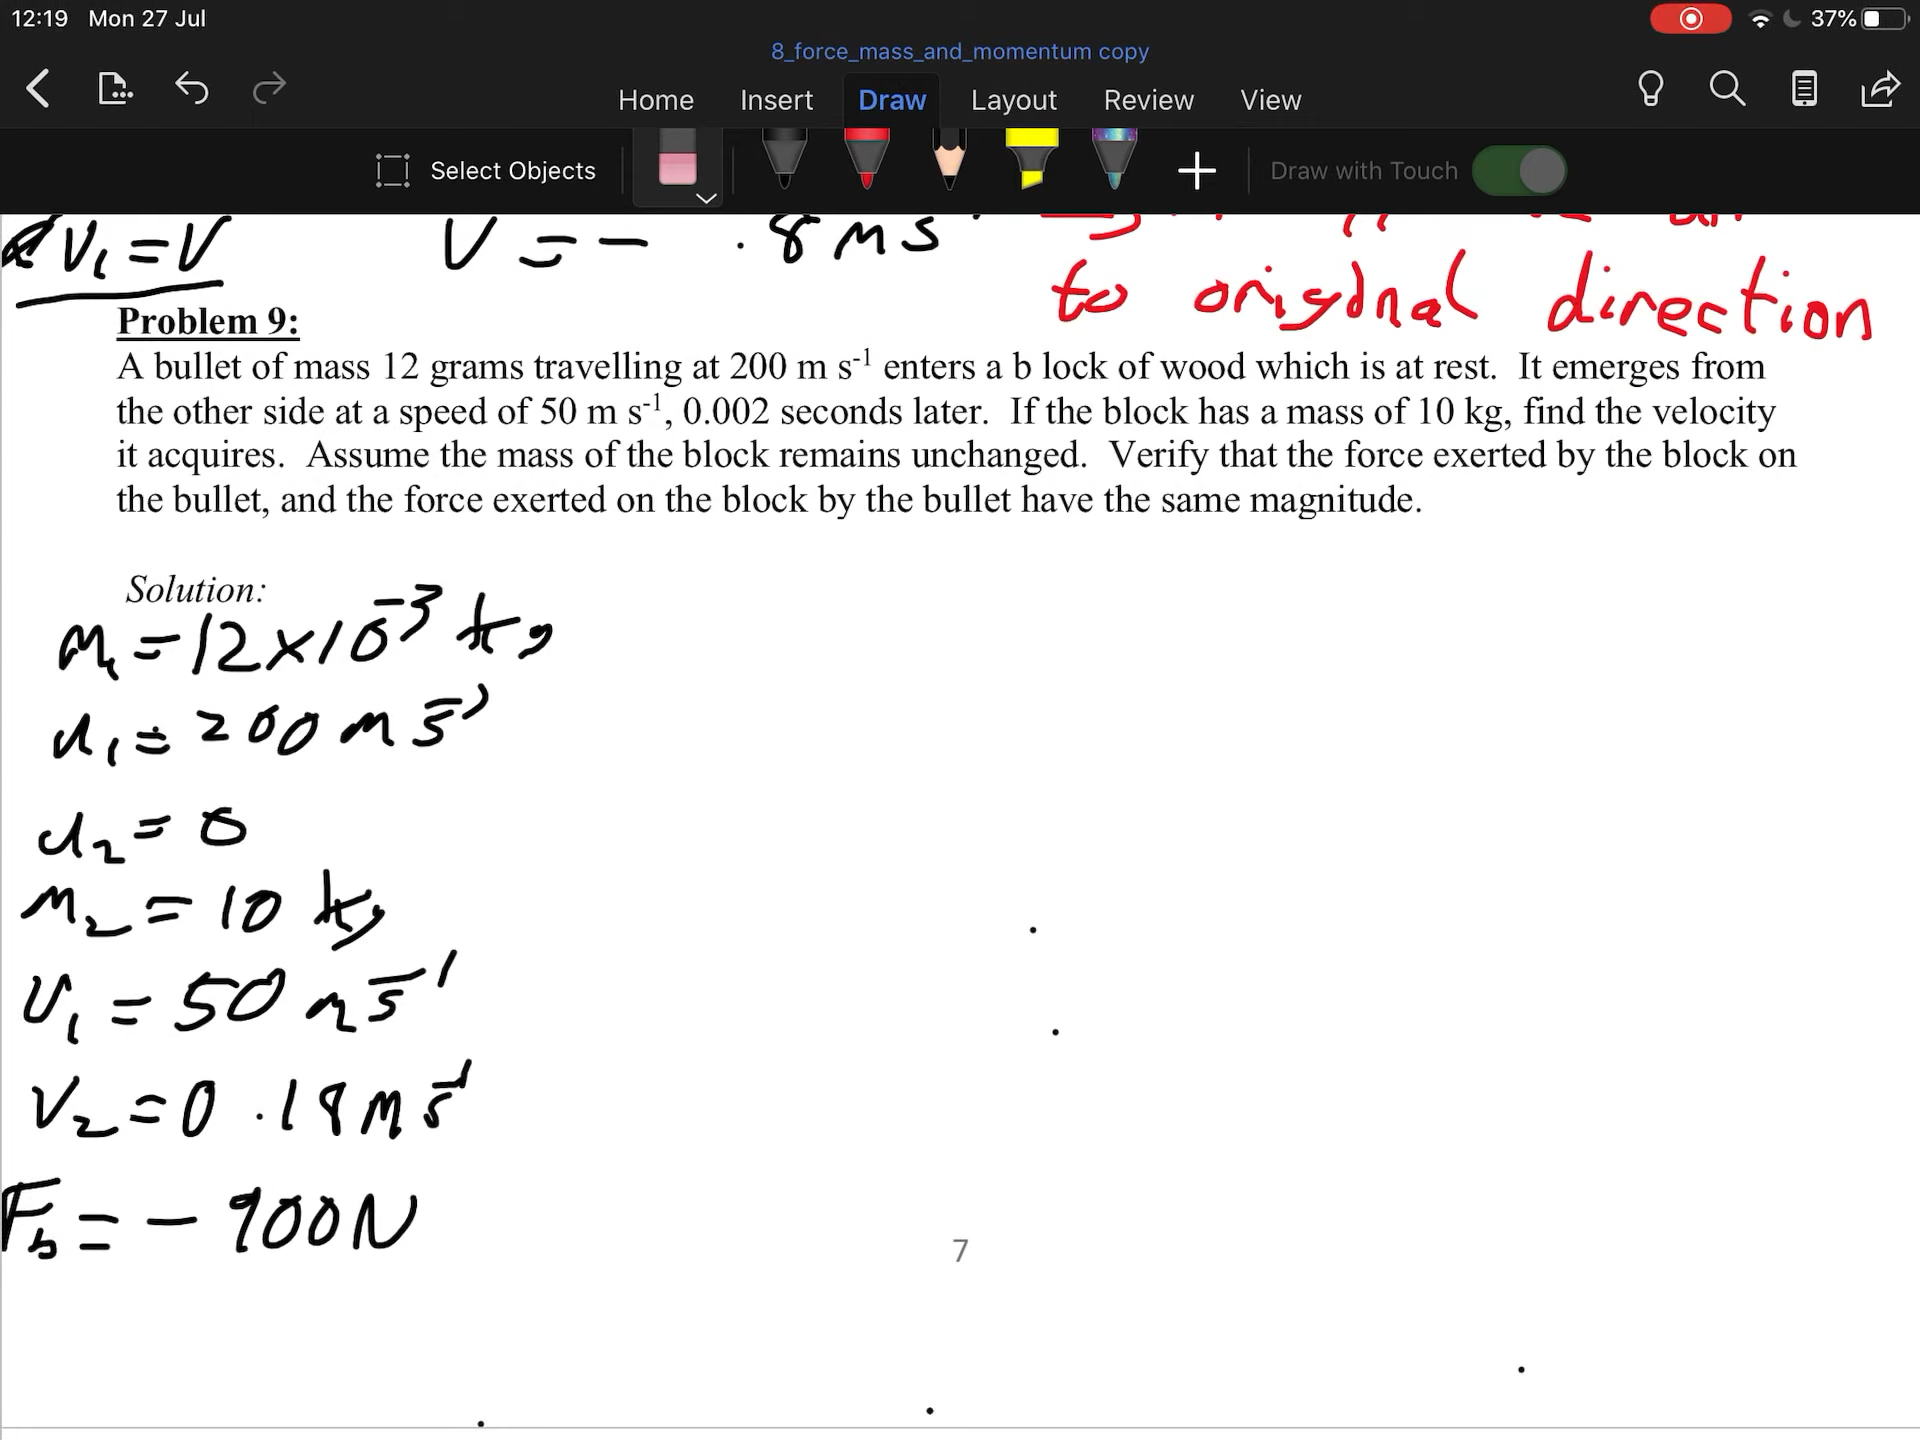 12:19 Mon 27 Jul 37%
8_force_mass_and_momentum copy
Home Insert Draw Layout Review View
Select Objects Draw with Touch
V₁ = V V = - .8 ms
to original direction
Problem 9:
A bullet of mass 12 grams travelling at 200 m s⁻¹ enters a b lock of wood which is at rest. It emerges from
the other side at a speed of 50 m s⁻¹, 0.002 seconds later. If the block has a mass of 10 kg, find the velocity
it acquires. Assume the mass of the block remains unchanged. Verify that the force exerted by the block on
the bullet, and the force exerted on the block by the bullet have the same magnitude.
Solution:
m₁ = 12×10⁻³ kg
u₁ = 200 m s⁻¹
u₂ = 0
m₂ = 10 kg
v₁ = 50 m s⁻¹
v₂ = 0.18 m s⁻¹
F_b = - 900N
7